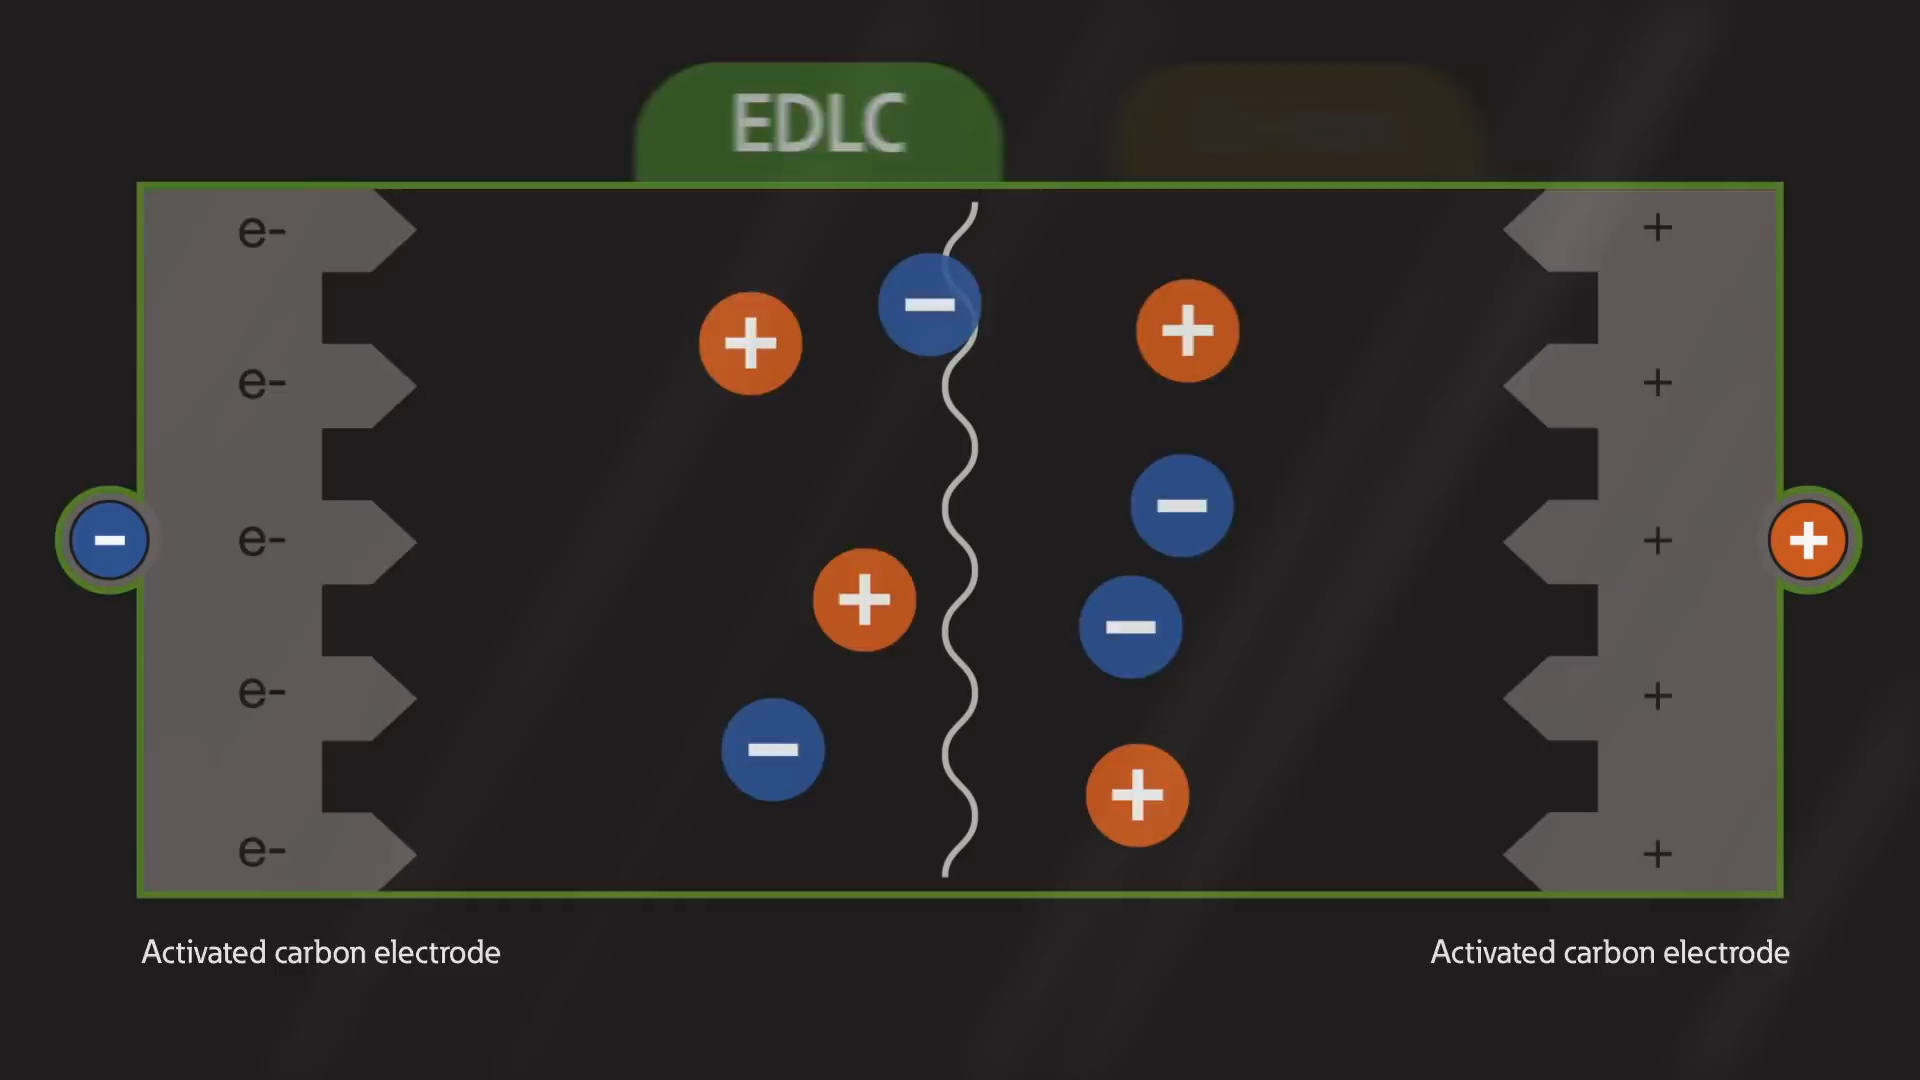 EDLC
e- +
e- +
- e- + +
e- +
e- +
Activated carbon electrode Activated carbon electrode